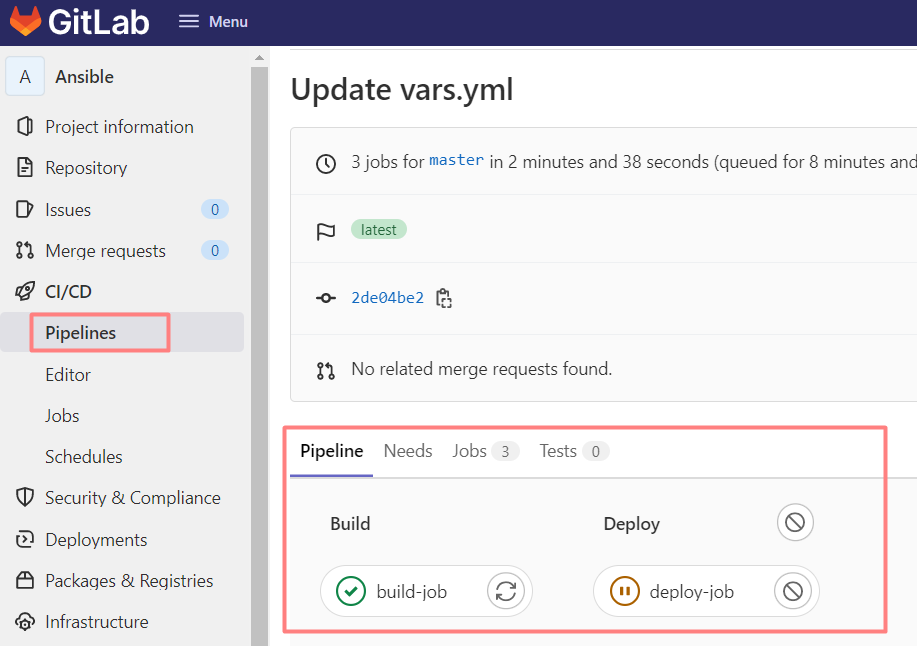 GitLab Menu
A Ansible
Project information
Repository
Issues 0
Merge requests 0
CI/CD
Pipelines
Editor
Jobs
Schedules
Security & Compliance
Deployments
Packages & Registries
Infrastructure
Update vars.yml
3 jobs for master in 2 minutes and 38 seconds (queued for 8 minutes and
latest
2de04be2
No related merge requests found.
Pipeline Needs Jobs 3 Tests 0
Build Deploy
build-job deploy-job